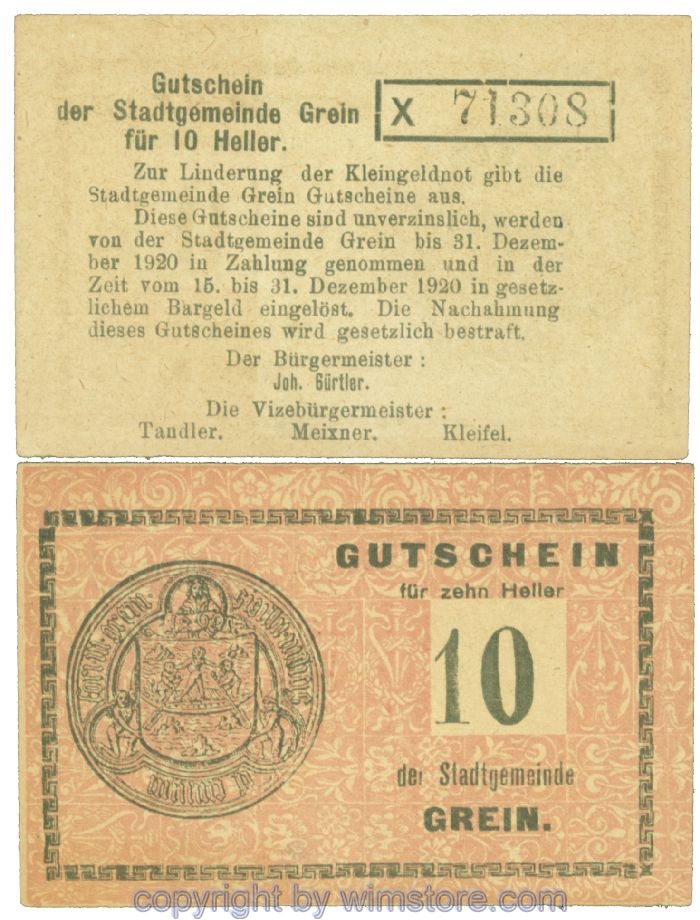 Gutschein
der Stadtgemeinde Grein
für 10 Heller.
X 71308
Zur Linderung der Kleingeldnot gibt die
Stadtgemeinde Grein Gutscheine aus.
Diese Gutscheine sind unverzinslich, werden
von der Stadtgemeinde Grein bis 31. Dezem-
ber 1920 in Zahlung genommen und in der
Zeit vom 15. bis 31. Dezember 1920 in gesetz-
lichem Bargeld eingelöst. Die Nachahmung
dieses Gutscheines wird gesetzlich bestraft.
Der Bürgermeister :
Joh. Gürtler.
Die Vizebürgermeister :
Tandler. Meixner. Kleifel.
GUTSCHEIN
für zehn Heller
10
der Stadtgemeinde
GREIN.
copyright by wimstore.com